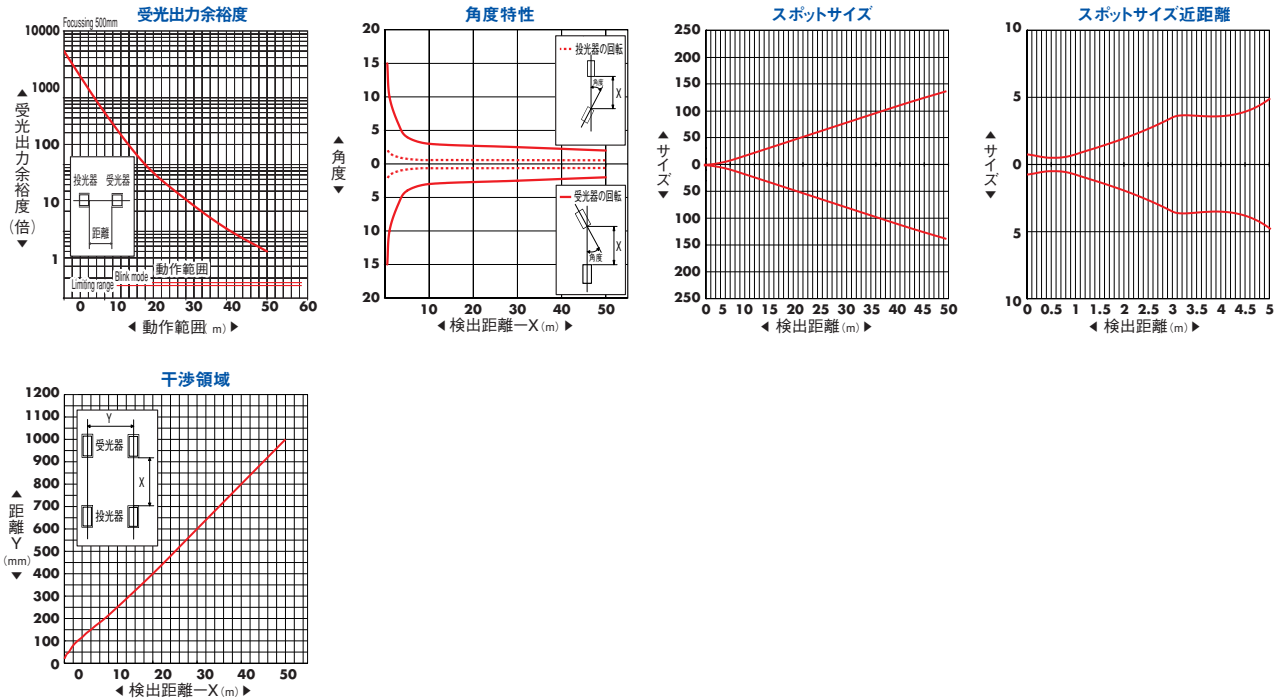 受光出力余裕度
Focussing 500mm
10000
1000
100
10
1
▲受光出力余裕度(倍)▼
投光器 受光器
距離
動作範囲
Blink mode
Limiting range
0 10 20 30 40 50 60
◀ 動作範囲( m) ▶
角度特性
20
15
10
5
0
5
10
15
20
▲角度▼
投光器の回転
角度
X
受光器の回転
X
角度
10 20 30 40 50
◀ 検出距離ーX(m) ▶
スポットサイズ
250
200
150
100
50
0
50
100
150
200
250
▲サイズ▼
0 5 10 15 20 25 30 35 40 45 50
◀ 検出距離(m) ▶
スポットサイズ近距離
10
5
0
5
10
▲サイズ▼
0 0.5 1 1.5 2 2.5 3 3.5 4 4.5 5
◀ 検出距離(m) ▶
干渉領域
1200
1100
1000
900
800
700
600
500
400
300
200
100
0
▲距離Y(mm)▼
Y
受光器
X
投光器
0 10 20 30 40 50
◀ 検出距離ーX(m) ▶